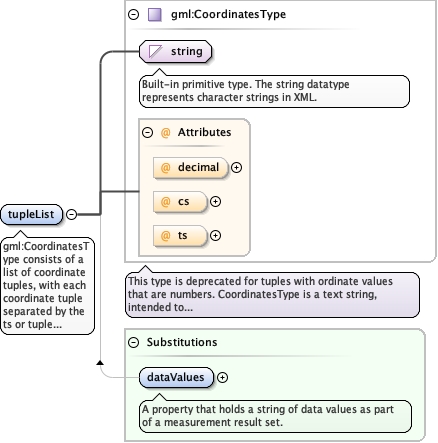 gml:CoordinatesType
string
Built-in primitive type. The string datatype
represents character strings in XML.
@ Attributes
@ decimal
@ cs
@ ts
tupleList
gml:CoordinatesT
ype consists of a
list of coordinate
tuples, with each
coordinate tuple
separated by the
ts or tuple...
This type is deprecated for tuples with ordinate values
that are numbers. CoordinatesType is a text string,
intended to...
Substitutions
dataValues
A property that holds a string of data values as part
of a measurement result set.